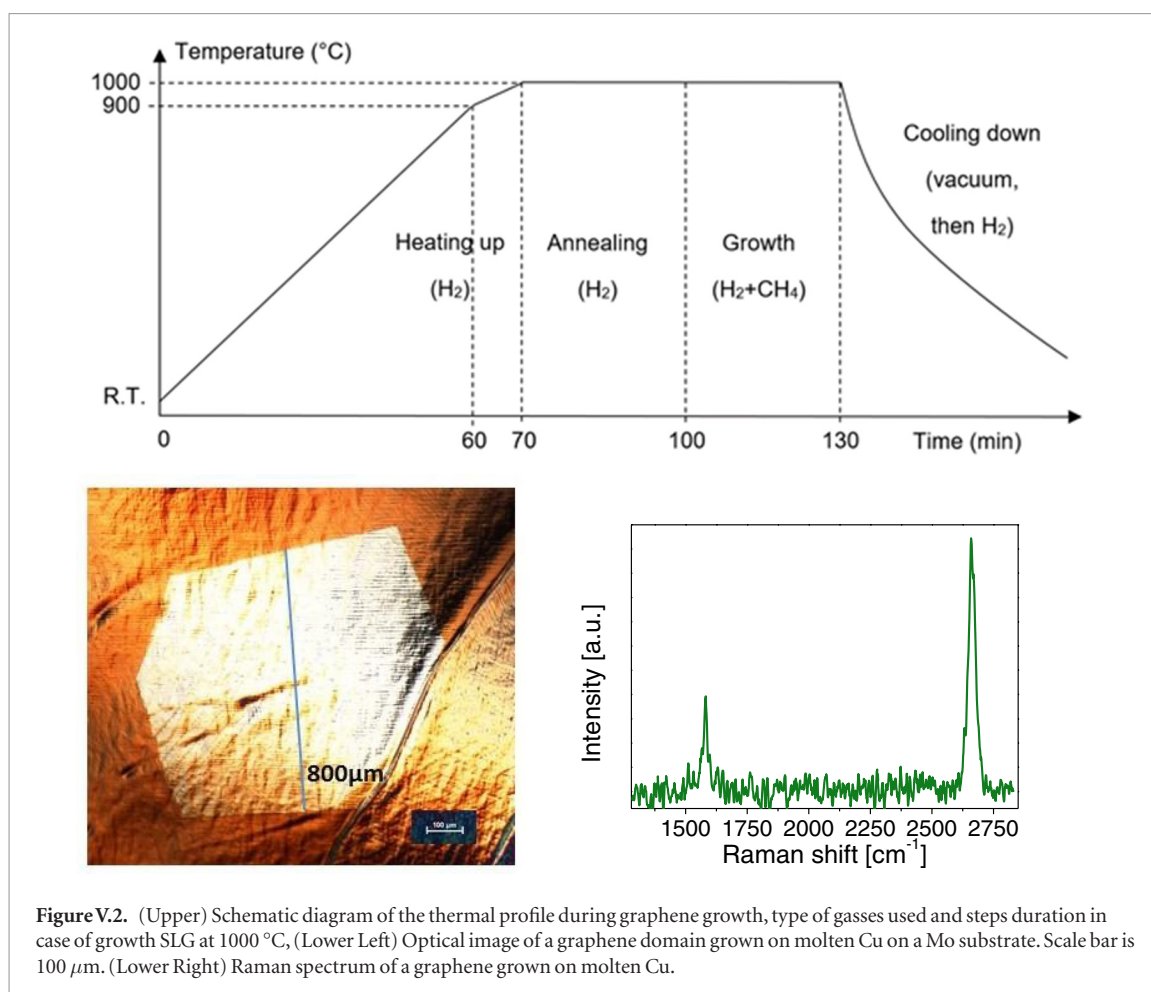 Temperature (°C)
1000
900
Cooling down
(vacuum,
then H₂)
Heating up
(H₂)
Annealing
(H₂)
Growth
(H₂+CH₄)
R.T.
0
60
70
100
130
Time (min)
800µm
100 µm
Intensity [a.u.]
1500
1750
2000
2250
2500
2750
Raman shift [cm⁻¹]
Figure V.2. (Upper) Schematic diagram of the thermal profile during graphene growth, type of gasses used and steps duration in
case of growth SLG at 1000 °C, (Lower Left) Optical image of a graphene domain grown on molten Cu on a Mo substrate. Scale bar is
100 μm. (Lower Right) Raman spectrum of a graphene grown on molten Cu.